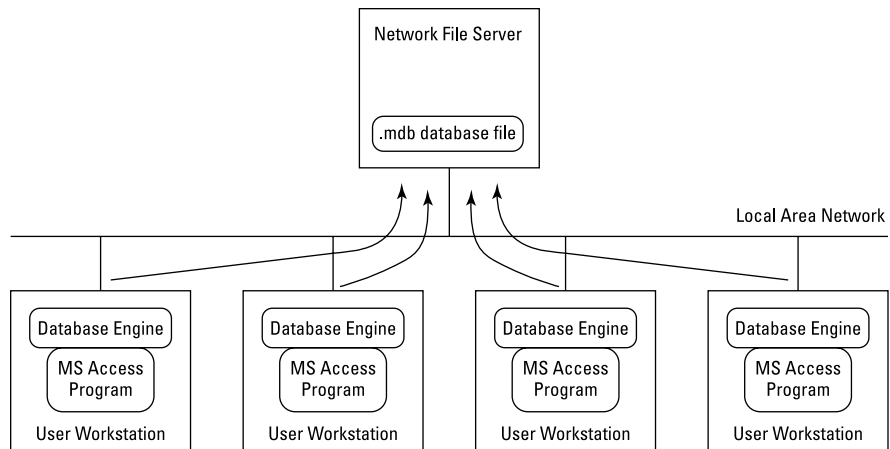 Network File Server
.mdb database file
Local Area Network
Database Engine
MS Access
Program
User Workstation
Database Engine
MS Access
Program
User Workstation
Database Engine
MS Access
Program
User Workstation
Database Engine
MS Access
Program
User Workstation